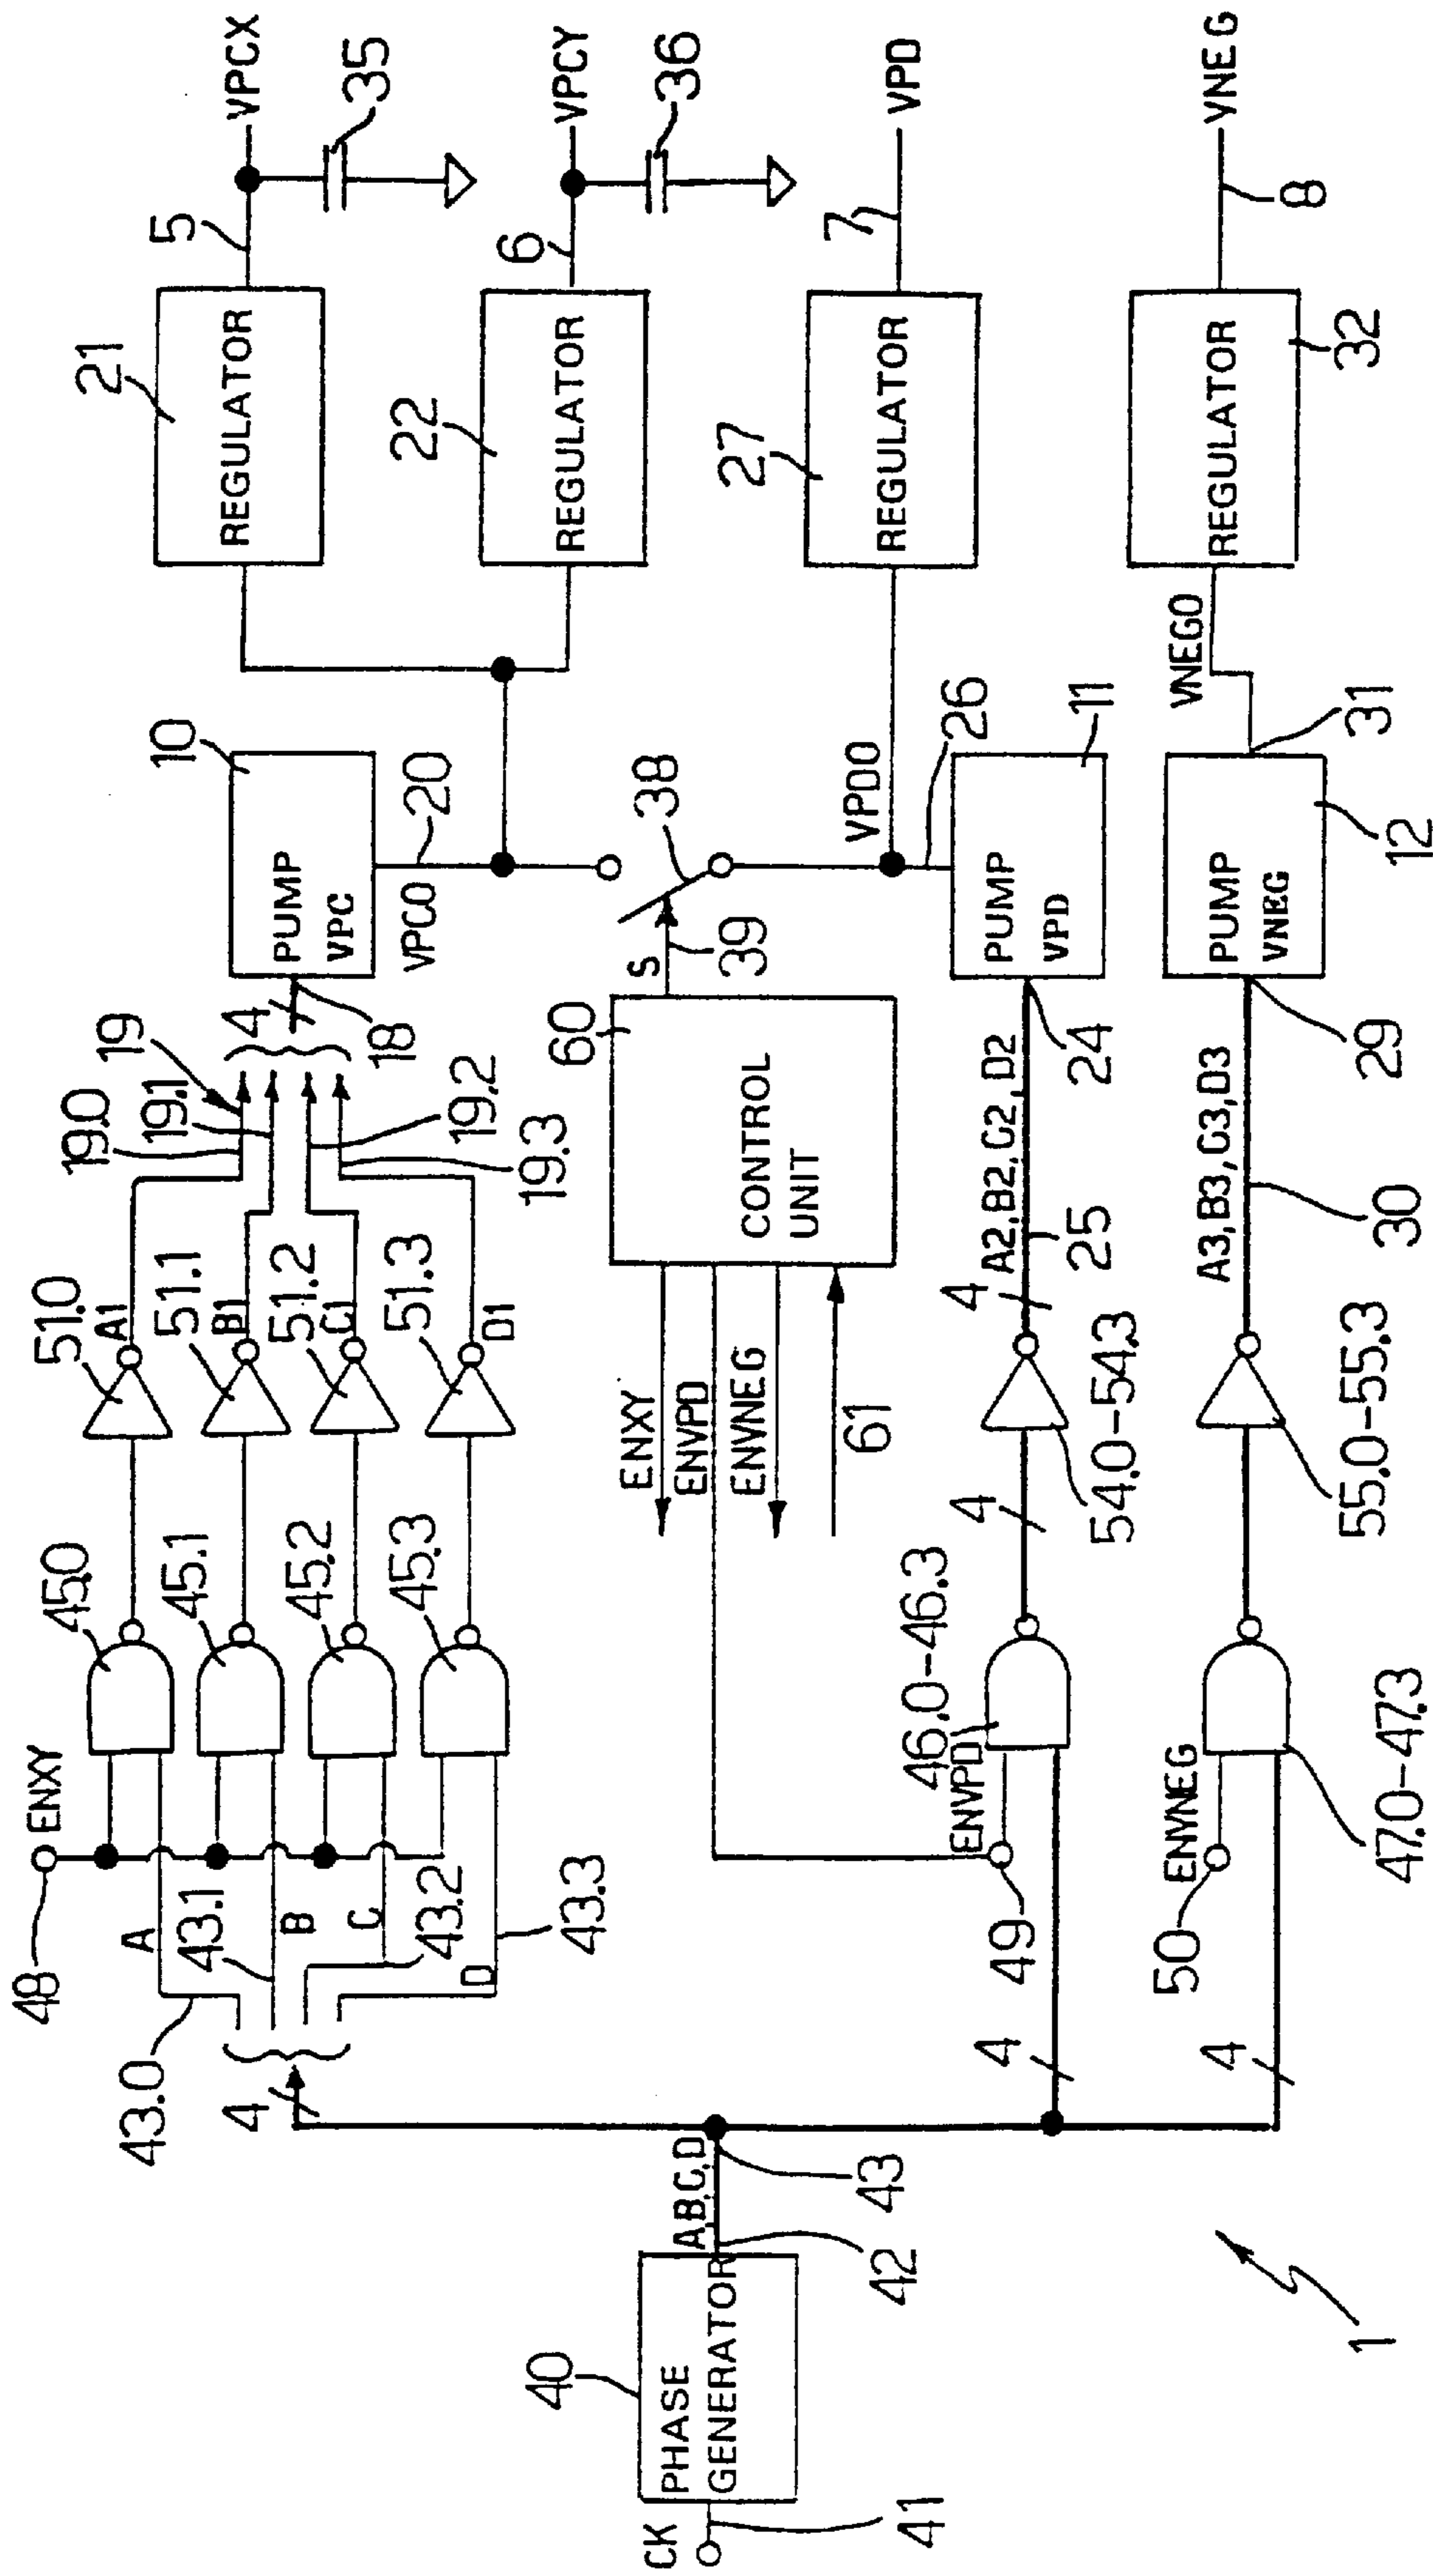 48
ENXY
43.0
A
43.1
B
C
43.2
D
43.3
4
45.0
45.1
45.2
45.3
51.0
A1
51.1
B1
51.2
C1
51.3
D1
19.0
19.1
19
19.2
19.3
4
18
10
PUMP
VPC
VPCO
20
21
REGULATOR
5
VPCX
35
22
REGULATOR
6
VPCY
36
CK
41
40
PHASE
GENERATOR
A,B,C,D
42
43
ENXY
ENVPD
ENVNEG
61
60
CONTROL
UNIT
S
39
38
VPDO
26
27
REGULATOR
7
VPD
4
49
ENVPD
46.0-46.3
4
54.0-54.3
4
A2,B2,C2,D2
25
24
PUMP
VPD
11
4
50
ENVNEG
47.0-47.3
55.0-55.3
A3,B3,C3,D3
30
29
PUMP
VNEG
12
31
VNEGO
REGULATOR
32
8
VNEG
1